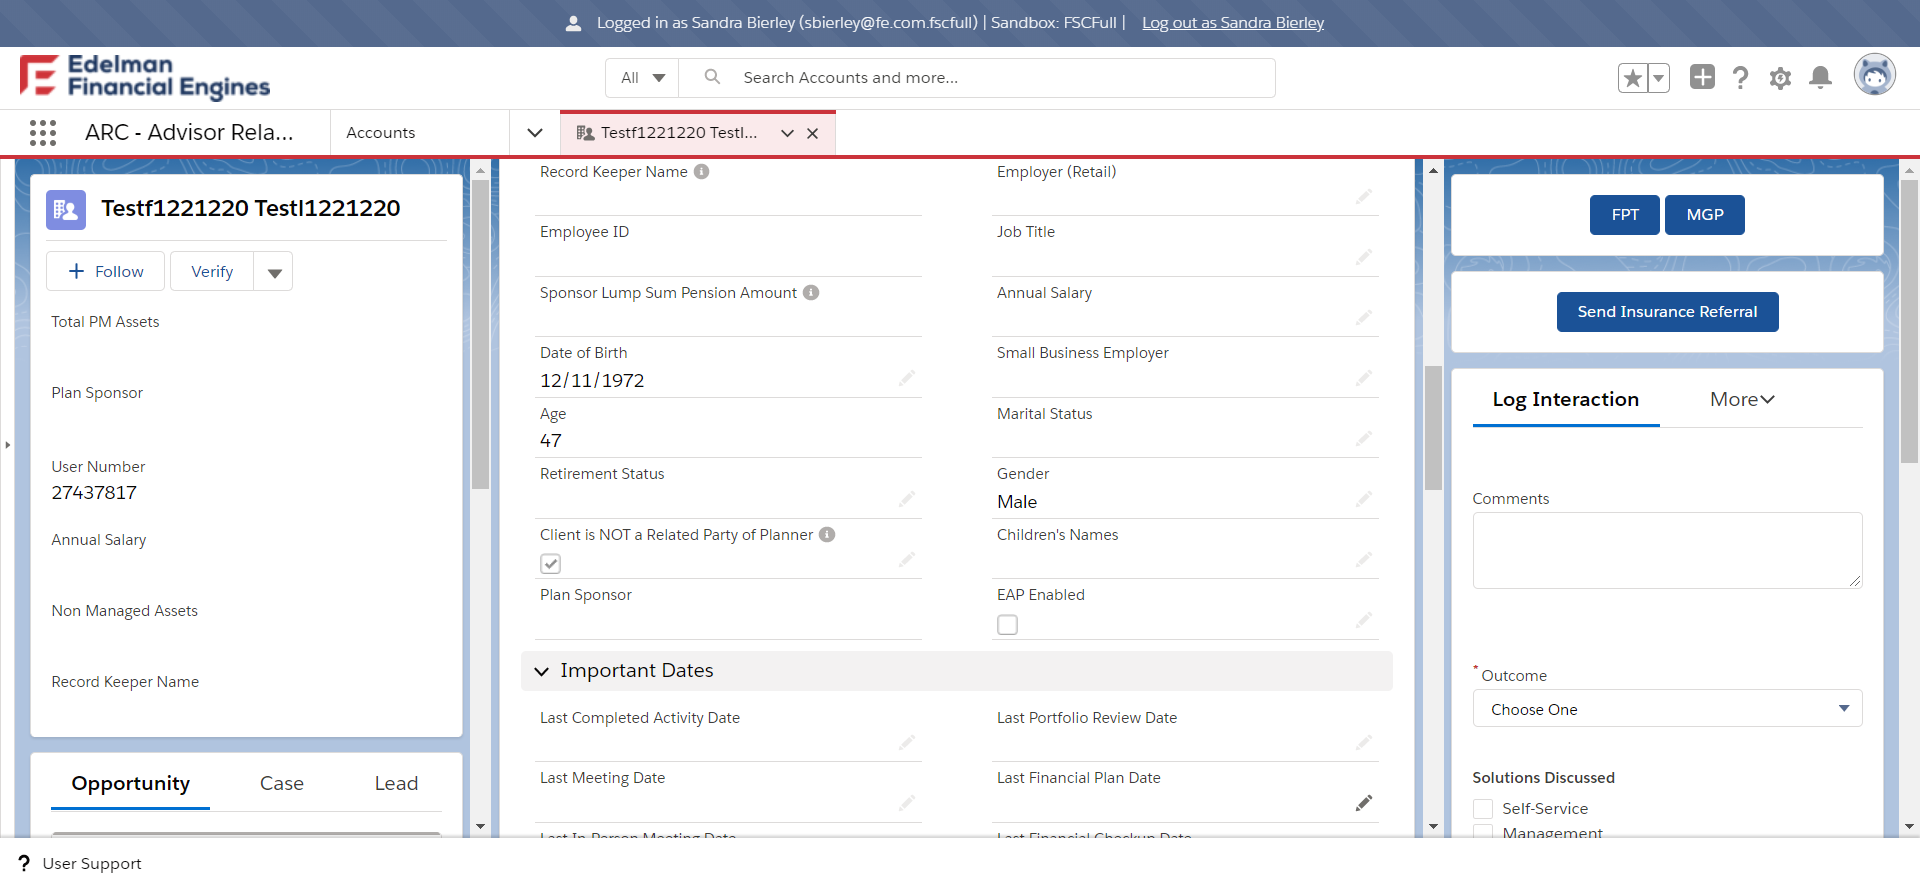 Logged in as Sandra Bierley (sbierley@fe.com.fscfull) | Sandbox: FSCFull | Log out as Sandra Bierley
Edelman
Financial Engines
All
Search Accounts and more...
ARC - Advisor Rela...
Accounts
Testf1221220 Testl...
Testf1221220 Testl1221220
Follow
Verify
Total PM Assets
Plan Sponsor
User Number
27437817
Annual Salary
Non Managed Assets
Record Keeper Name
Opportunity
Case
Lead
Record Keeper Name
Employer (Retail)
Employee ID
Job Title
Sponsor Lump Sum Pension Amount
Annual Salary
Date of Birth
12/11/1972
Small Business Employer
Age
47
Marital Status
Retirement Status
Gender
Male
Client is NOT a Related Party of Planner
Children's Names
Plan Sponsor
EAP Enabled
Important Dates
Last Completed Activity Date
Last Portfolio Review Date
Last Meeting Date
Last Financial Plan Date
Last In-Person Meeting Date
Last Financial Checkup Date
FPT
MGP
Send Insurance Referral
Log Interaction
More
Comments
* Outcome
Choose One
Solutions Discussed
Self-Service
Management
? User Support